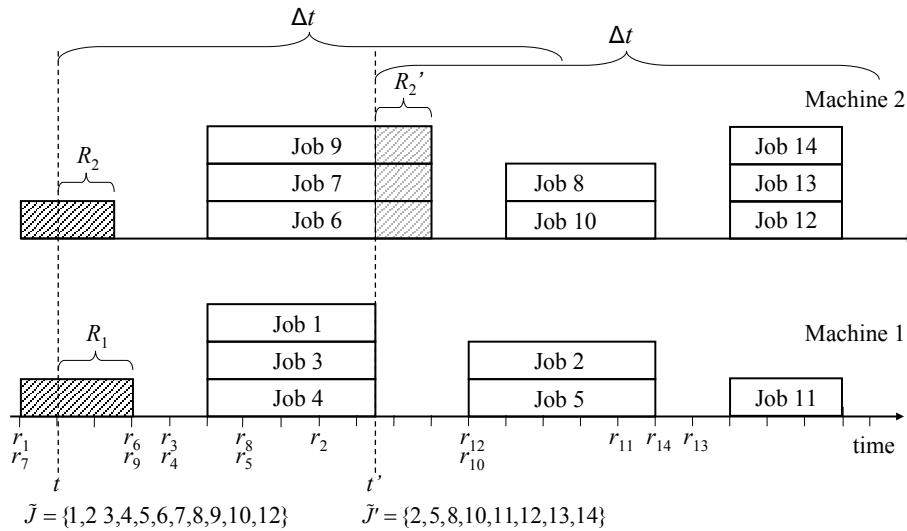 Δt
Δt
R₂'
Machine 2
Job 9
Job 14
R₂
Job 7
Job 8
Job 13
Job 6
Job 10
Job 12
Job 1
Machine 1
R₁
Job 3
Job 2
Job 4
Job 5
Job 11
r₁ r₆ r₃ r₈ r₂ r₁₂ r₁₁ r₁₄ r₁₃ time
r₇ r₉ r₄ r₅ r₁₀
t t'
J̃ = {1,2 3,4,5,6,7,8,9,10,12} J̃' = {2,5,8,10,11,12,13,14}